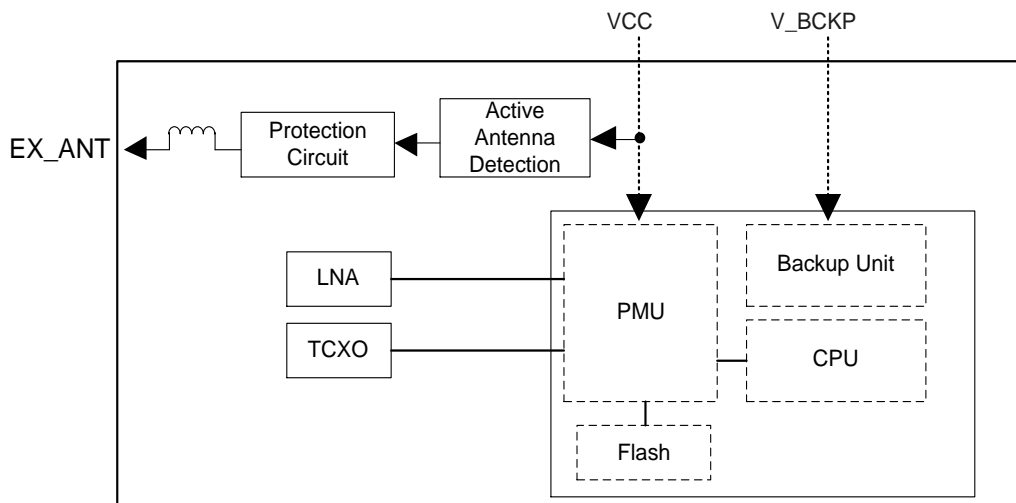 VCC
V_BCKP
EX_ANT
Protection
Circuit
Active
Antenna
Detection
LNA
TCXO
PMU
Backup Unit
CPU
Flash